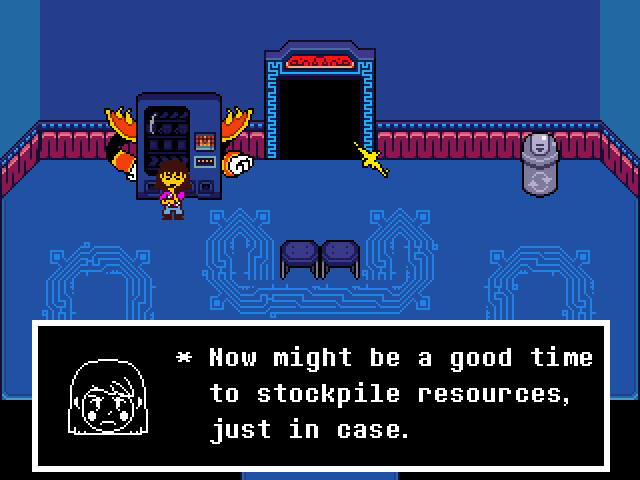 * Now might be a good time
to stockpile resources,
just in case.